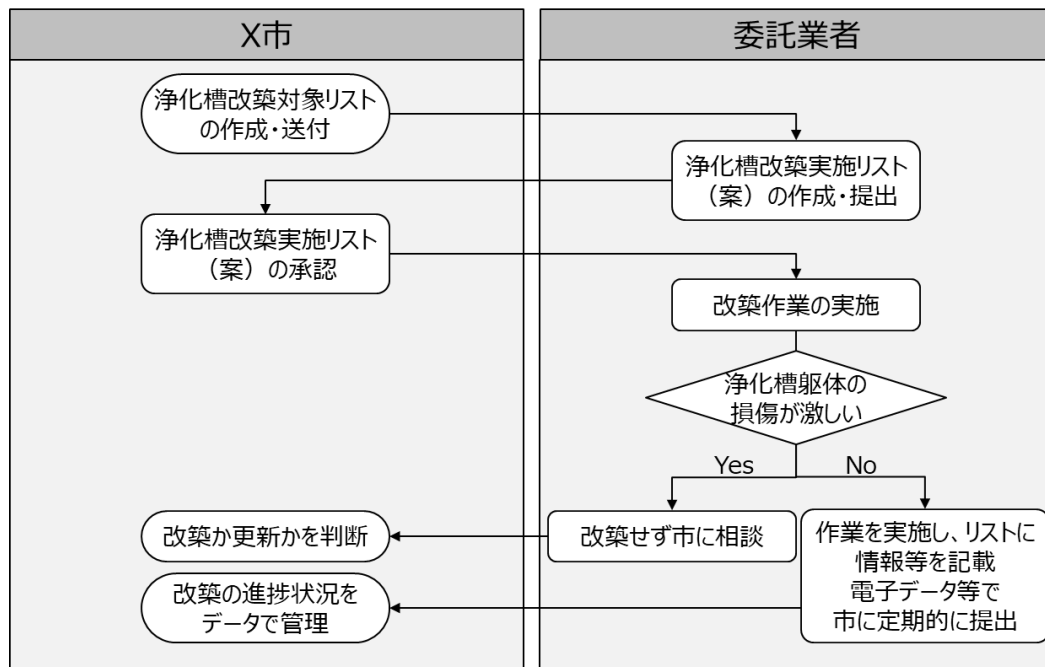 X市
委託業者
浄化槽改築対象リスト
の作成・送付
浄化槽改築実施リスト
（案）の作成・提出
浄化槽改築実施リスト
（案）の承認
改築作業の実施
浄化槽躯体の
損傷が激しい
Yes
No
改築か更新かを判断
改築せず市に相談
作業を実施し、リストに
情報等を記載
電子データ等で
市に定期的に提出
改築の進捗状況を
データで管理